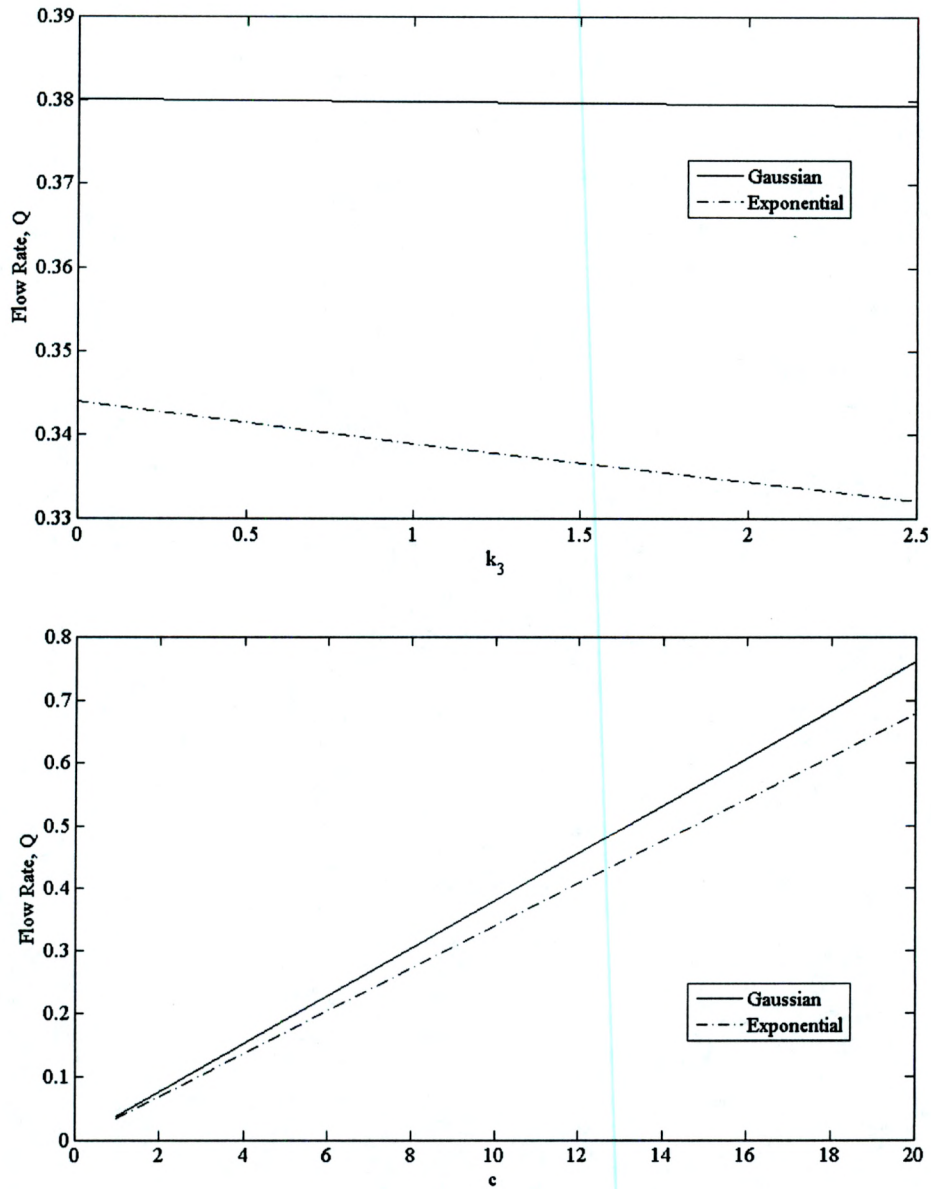 0.39
0.38
0.37
0.36
0.35
0.34
0.33
Flow Rate, Q
Gaussian
Exponential
0 0.5 1 1.5 2 2.5
k3
0.8
0.7
0.6
0.5
0.4
0.3
0.2
0.1
0
Flow Rate, Q
Gaussian
Exponential
0 2 4 6 8 10 12 14 16 18 20
c